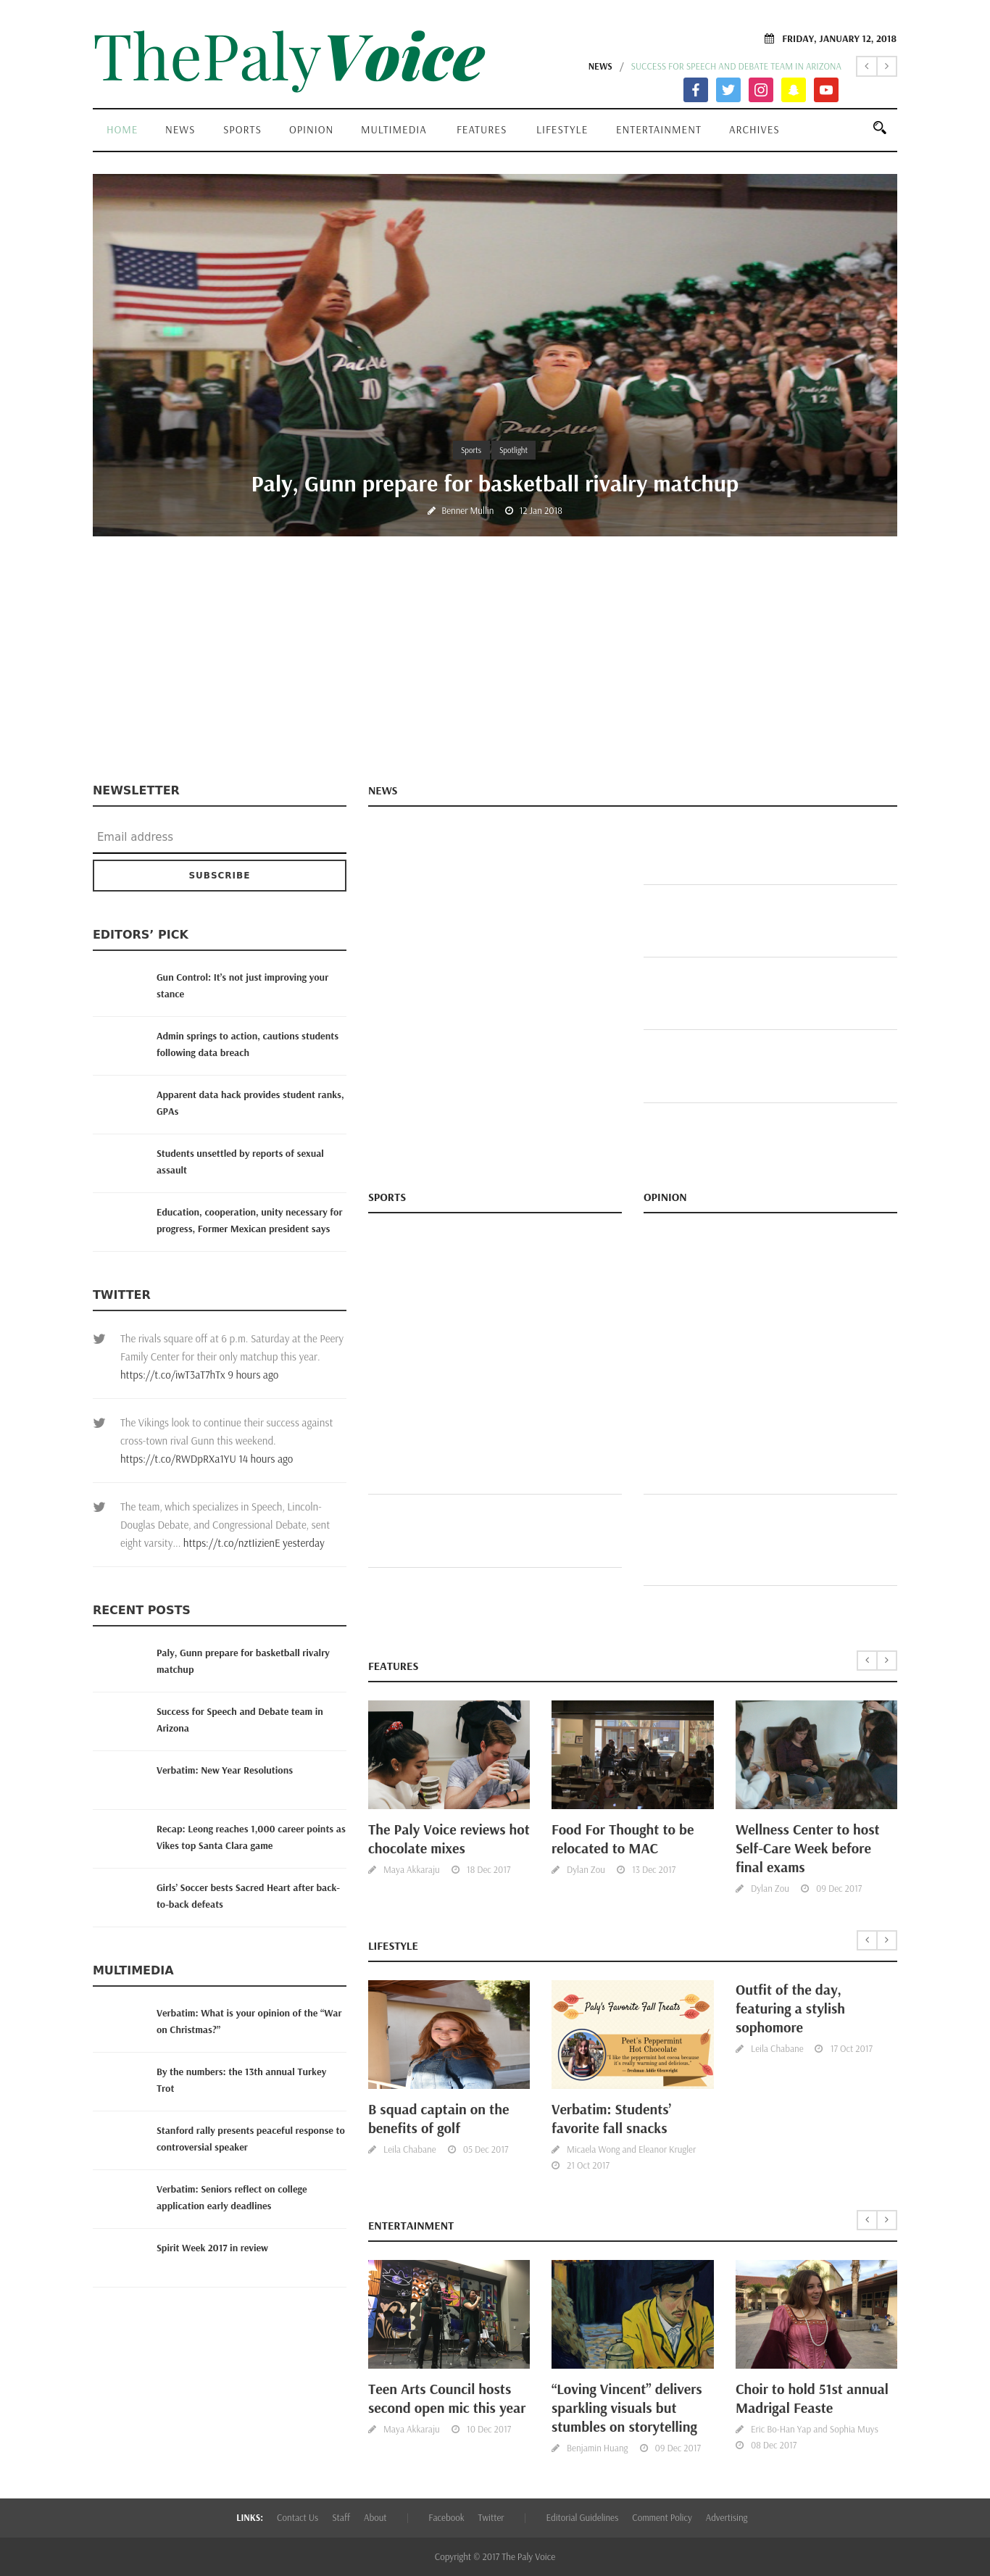 ThePalyVoice
FRIDAY, JANUARY 12, 2018
NEWS / SUCCESS FOR SPEECH AND DEBATE TEAM IN ARIZONA
HOME NEWS SPORTS OPINION MULTIMEDIA FEATURES LIFESTYLE ENTERTAINMENT ARCHIVES
PALO
Palo Alto
1
12
Sports Spotlight
Paly, Gunn prepare for basketball rivalry matchup
Benner Mullin 12 Jan 2018
NEWSLETTER
Email address
SUBSCRIBE
EDITORS’ PICK
Gun Control: It’s not just improving your
stance
Admin springs to action, cautions students
following data breach
Apparent data hack provides student ranks,
GPAs
Students unsettled by reports of sexual
assault
Education, cooperation, unity necessary for
progress, Former Mexican president says
TWITTER
The rivals square off at 6 p.m. Saturday at the Peery
Family Center for their only matchup this year.
https://t.co/iwT3aT7hTx 9 hours ago
The Vikings look to continue their success against
cross-town rival Gunn this weekend.
https://t.co/RWDpRXa1YU 14 hours ago
The team, which specializes in Speech, Lincoln-
Douglas Debate, and Congressional Debate, sent
eight varsity... https://t.co/nztIizienE yesterday
RECENT POSTS
Paly, Gunn prepare for basketball rivalry
matchup
Success for Speech and Debate team in
Arizona
Verbatim: New Year Resolutions
Recap: Leong reaches 1,000 career points as
Vikes top Santa Clara game
Girls’ Soccer bests Sacred Heart after back-
to-back defeats
MULTIMEDIA
Verbatim: What is your opinion of the “War
on Christmas?”
By the numbers: the 13th annual Turkey
Trot
Stanford rally presents peaceful response to
controversial speaker
Verbatim: Seniors reflect on college
application early deadlines
Spirit Week 2017 in review
NEWS
SPORTS
OPINION
FEATURES
The Paly Voice reviews hot
chocolate mixes
Maya Akkaraju 18 Dec 2017
Food For Thought to be
relocated to MAC
Dylan Zou 13 Dec 2017
Wellness Center to host
Self-Care Week before
final exams
Dylan Zou 09 Dec 2017
LIFESTYLE
B squad captain on the
benefits of golf
Leila Chabane 05 Dec 2017
Paly's Favorite Fall Treats
Peet's Peppermint
Hot Chocolate
"I like the peppermint hot cocoa because
it's really warming and delicious."
— freshman Addie Glenwright
Verbatim: Students’
favorite fall snacks
Micaela Wong and Eleanor Krugler
21 Oct 2017
Outfit of the day,
featuring a stylish
sophomore
Leila Chabane 17 Oct 2017
ENTERTAINMENT
Teen Arts Council hosts
second open mic this year
Maya Akkaraju 10 Dec 2017
“Loving Vincent” delivers
sparkling visuals but
stumbles on storytelling
Benjamin Huang 09 Dec 2017
Choir to hold 51st annual
Madrigal Feaste
Eric Bo-Han Yap and Sophia Muys
08 Dec 2017
LINKS: Contact Us Staff About | Facebook Twitter | Editorial Guidelines Comment Policy Advertising
Copyright © 2017 The Paly Voice